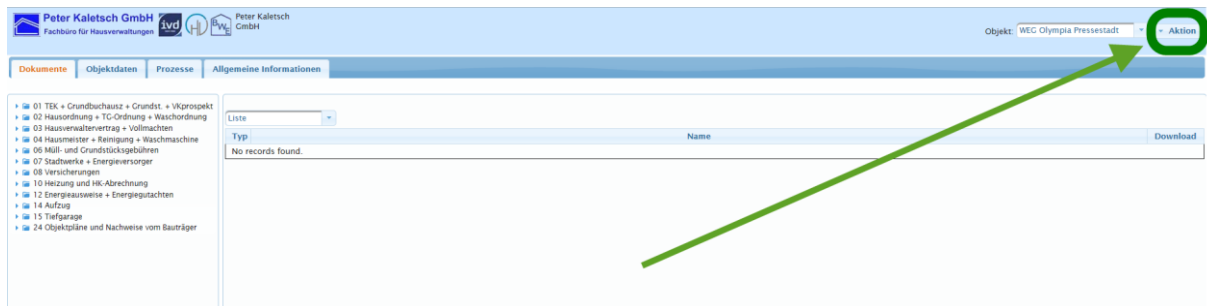 Peter Kaletsch GmbH
Fachbüro für Hausverwaltungen
ivd
BWE
Peter Kaletsch
GmbH
Objekt: WEG Olympia Pressestadt
Aktion
Dokumente Objektdaten Prozesse Allgemeine Informationen
01 TEK + Grundbuchausz + Grundst. + VKprospekt
02 Hausordnung + TG-Ordnung + Waschordnung
03 Hausverwaltervertrag + Vollmachten
04 Hausmeister + Reinigung + Waschmaschine
06 Müll- und Grundstücksgebühren
07 Stadtwerke + Energieversorger
08 Versicherungen
10 Heizung und HK-Abrechnung
12 Energieausweise + Energiegutachten
14 Aufzug
15 Tiefgarage
24 Objektpläne und Nachweise vom Bauträger
Liste
Typ Name Download
No records found.